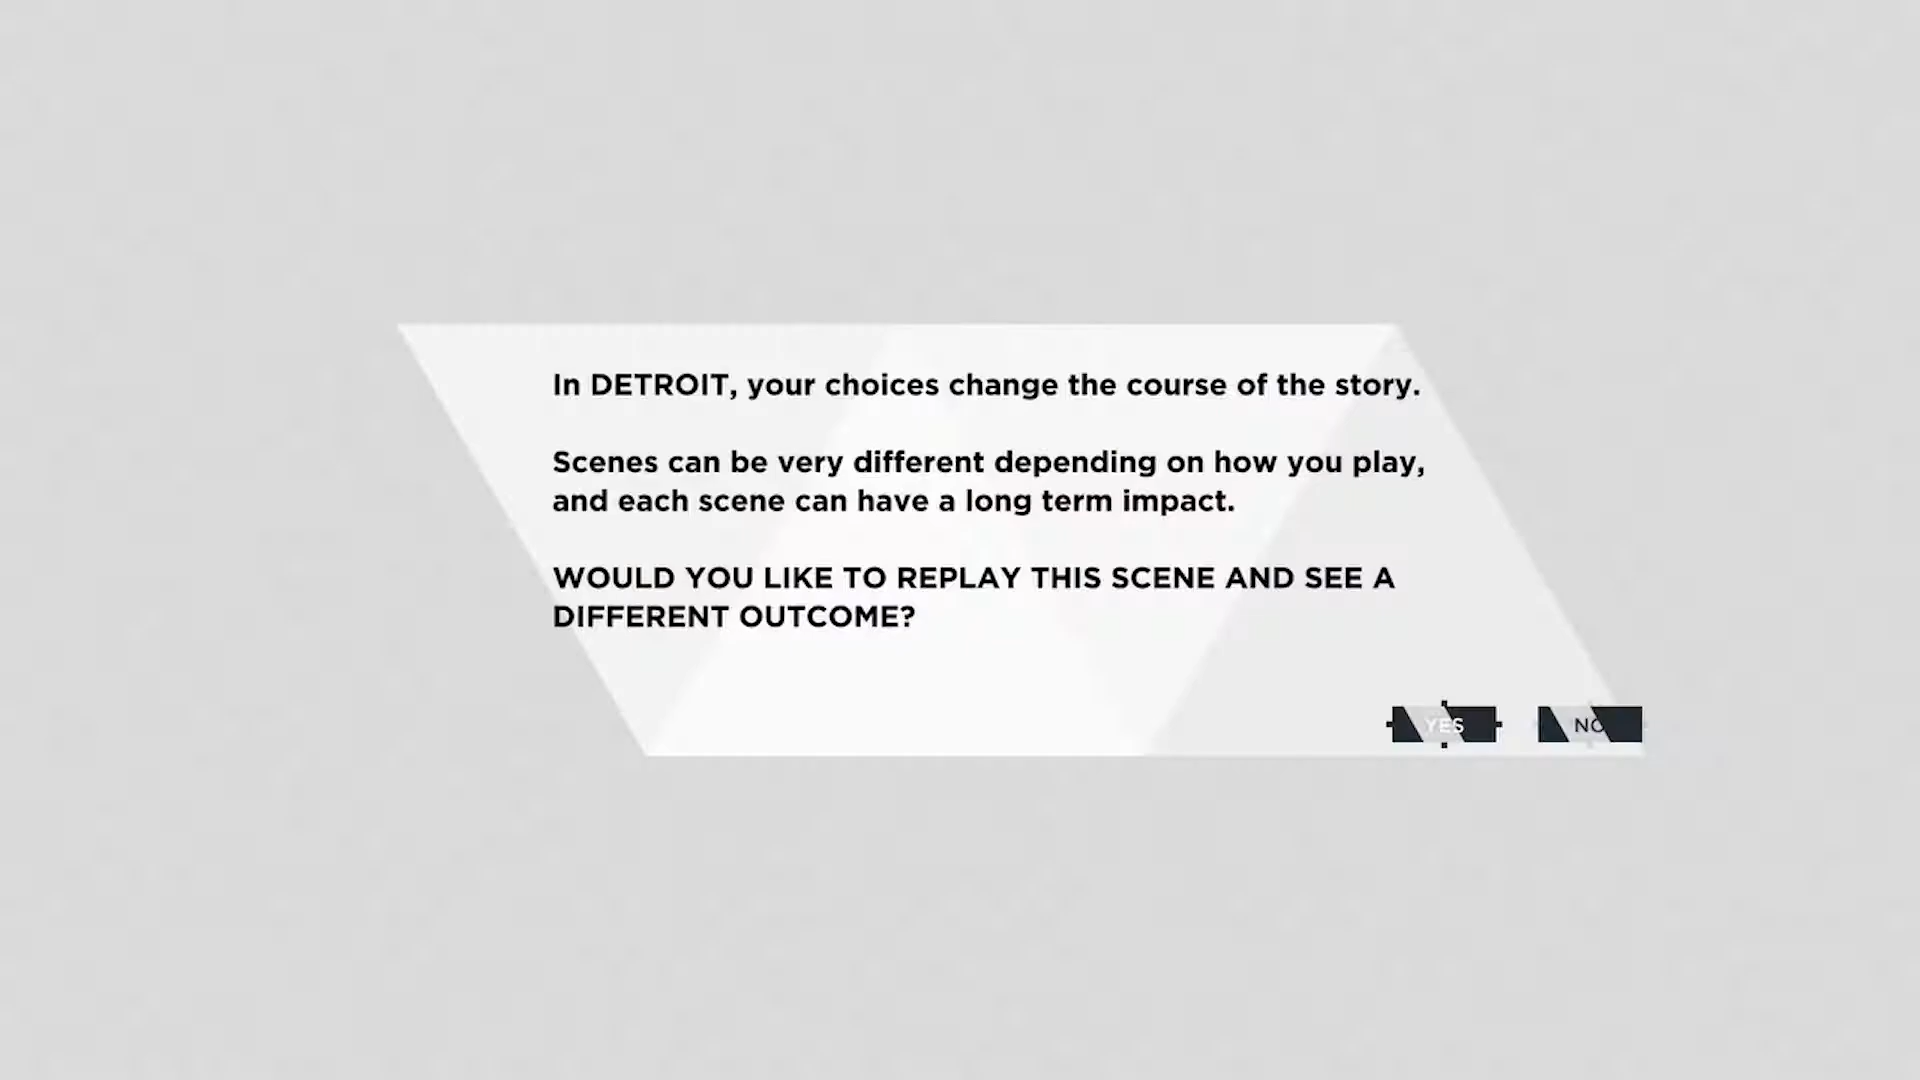 In DETROIT, your choices change the course of the story.
Scenes can be very different depending on how you play,
and each scene can have a long term impact.
WOULD YOU LIKE TO REPLAY THIS SCENE AND SEE A
DIFFERENT OUTCOME?
YES NO